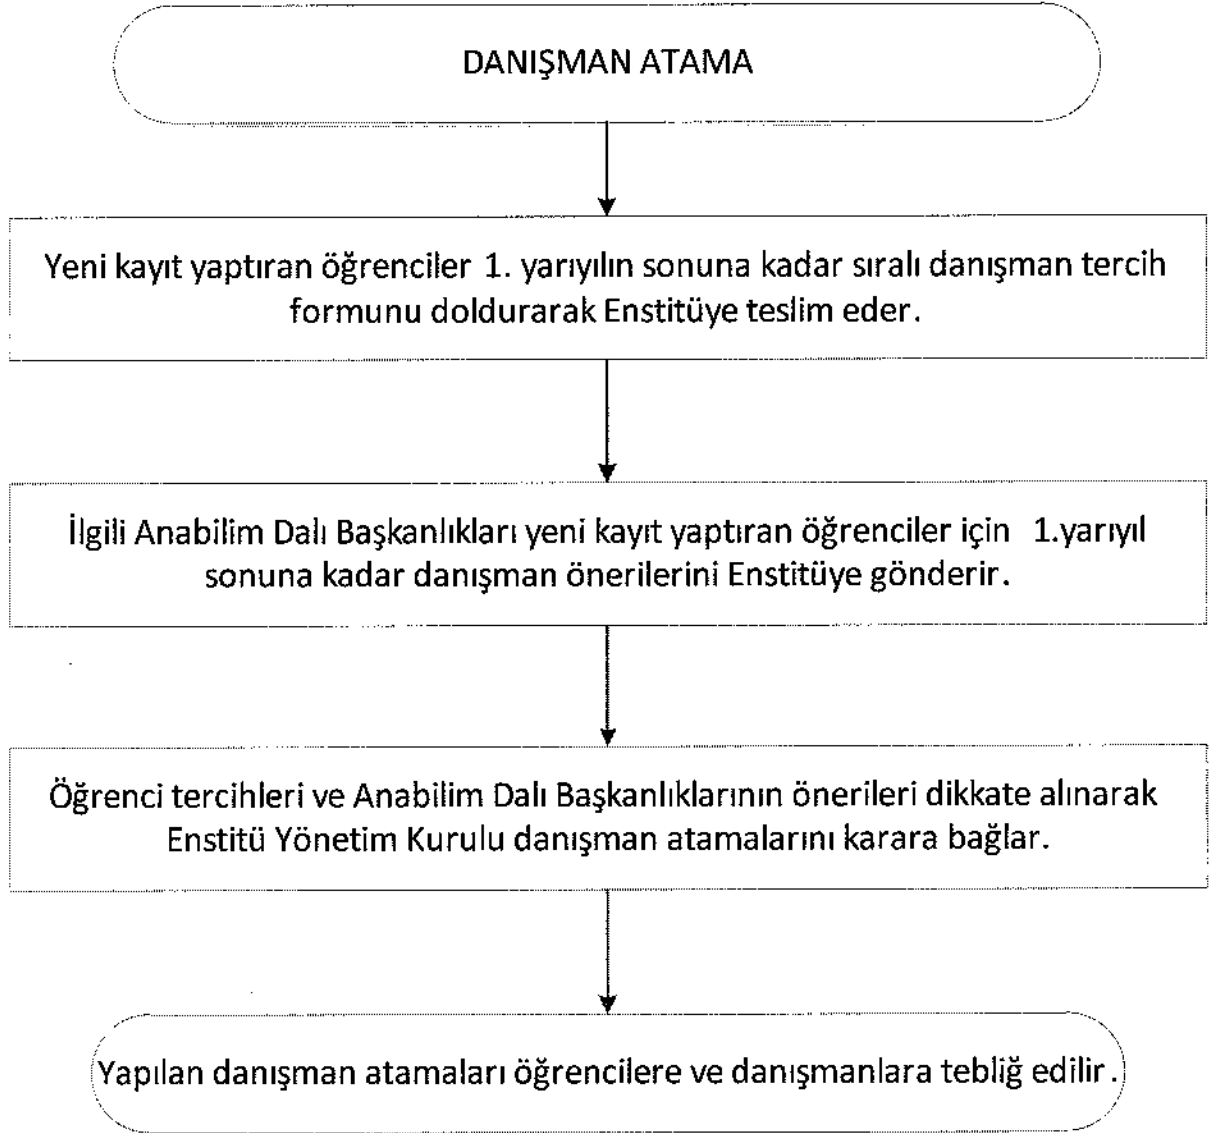 DANIŞMAN ATAMA
Yeni kayıt yaptıran öğrenciler 1. yarıyılın sonuna kadar sıralı danışman tercih
formunu doldurarak Enstitüye teslim eder.
İlgili Anabilim Dalı Başkanlıkları yeni kayıt yaptıran öğrenciler için 1.yarıyıl
sonuna kadar danışman önerilerini Enstitüye gönderir.
Öğrenci tercihleri ve Anabilim Dalı Başkanlıklarının önerileri dikkate alınarak
Enstitü Yönetim Kurulu danışman atamalarını karara bağlar.
Yapılan danışman atamaları öğrencilere ve danışmanlara tebliğ edilir.